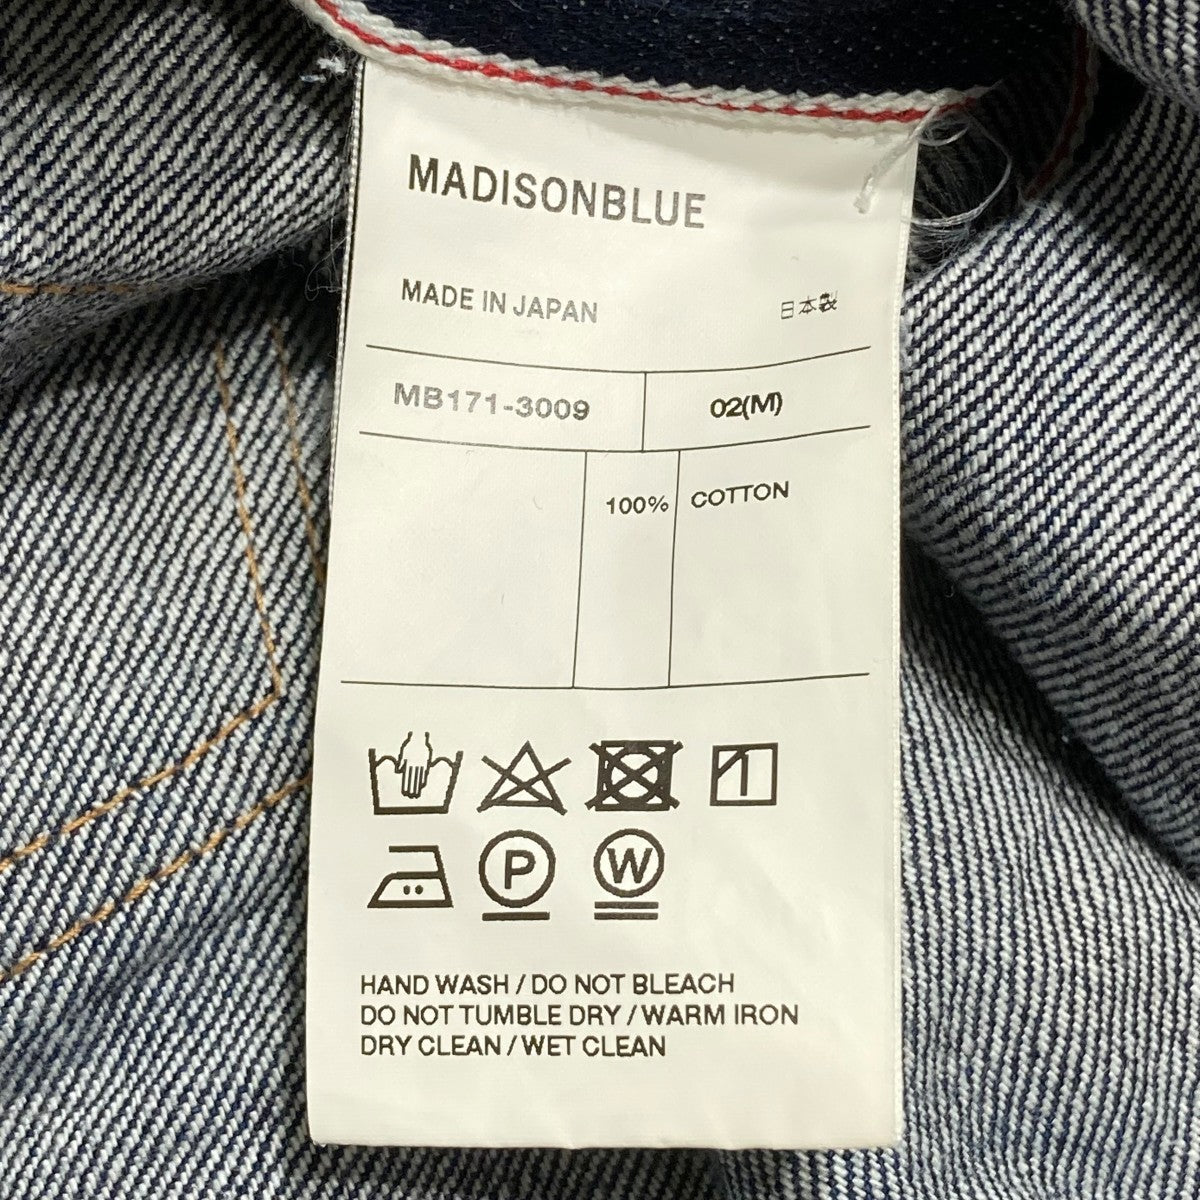 MADISONBLUE
MADE IN JAPAN 日本製
MB171-3009 02(M)
100% COTTON
P W
HAND WASH / DO NOT BLEACH
DO NOT TUMBLE DRY / WARM IRON
DRY CLEAN / WET CLEAN